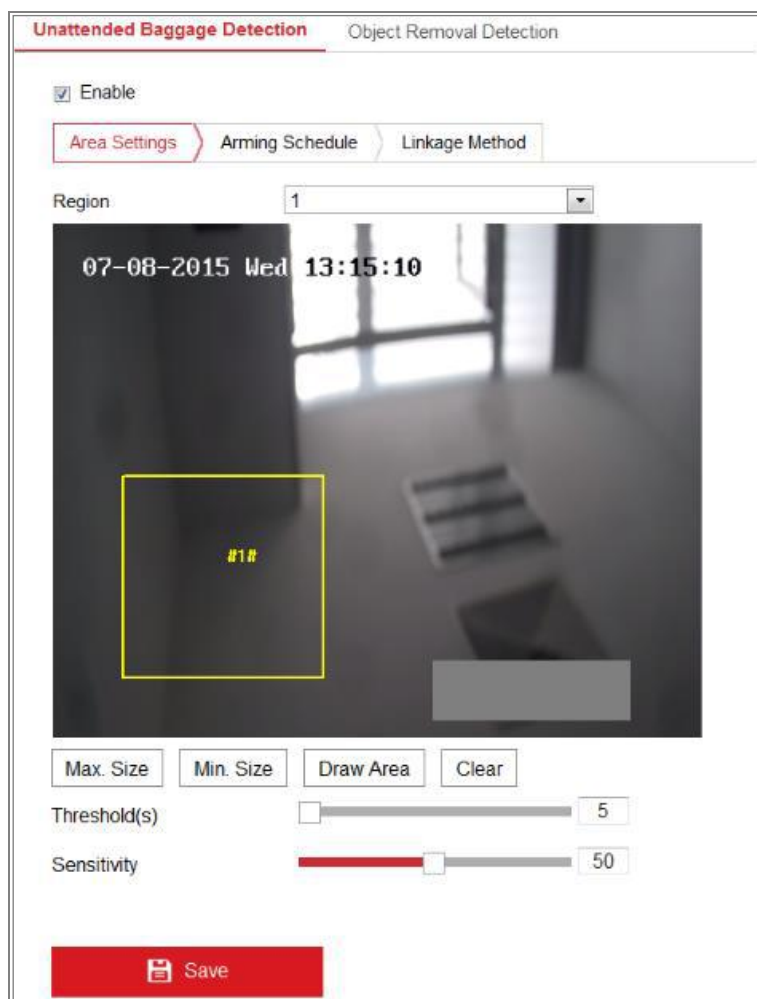 Unattended Baggage Detection Object Removal Detection
Enable
Area Settings Arming Schedule Linkage Method
Region 1
07-08-2015 Wed 13:15:10
#1#
Max. Size Min. Size Draw Area Clear
Threshold(s) 5
Sensitivity 50
Save